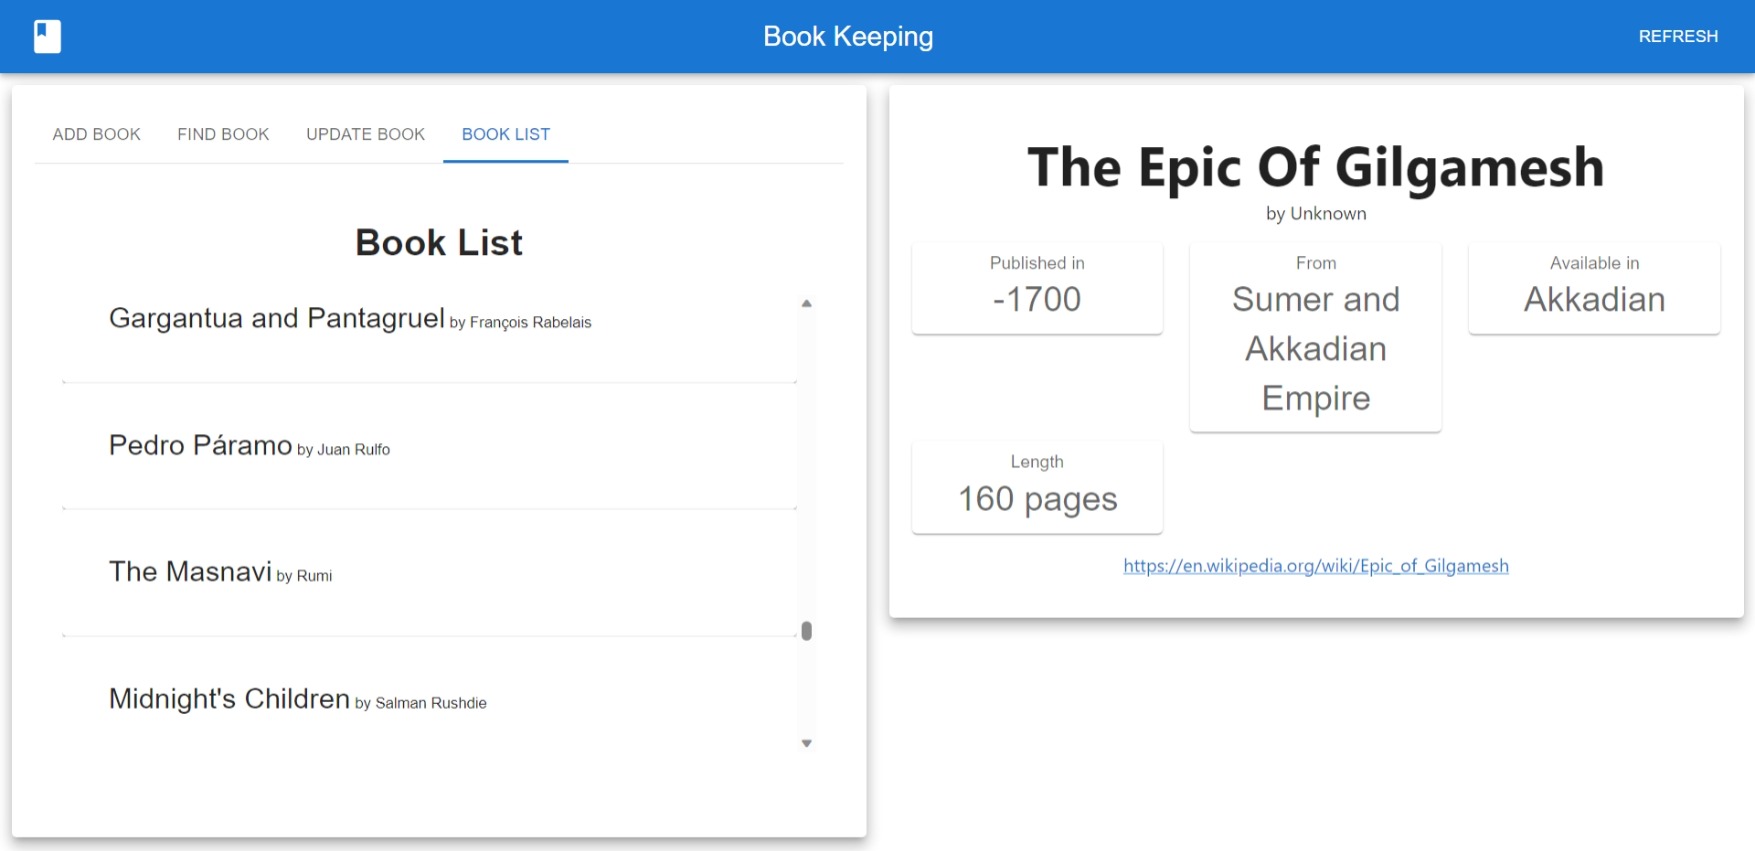 Book Keeping
REFRESH
ADD BOOK
FIND BOOK
UPDATE BOOK
BOOK LIST
Book List
Gargantua and Pantagruel by François Rabelais
Pedro Páramo by Juan Rulfo
The Masnavi by Rumi
Midnight's Children by Salman Rushdie
The Epic Of Gilgamesh
by Unknown
Published in
-1700
From
Sumer and
Akkadian
Empire
Available in
Akkadian
Length
160 pages
https://en.wikipedia.org/wiki/Epic_of_Gilgamesh